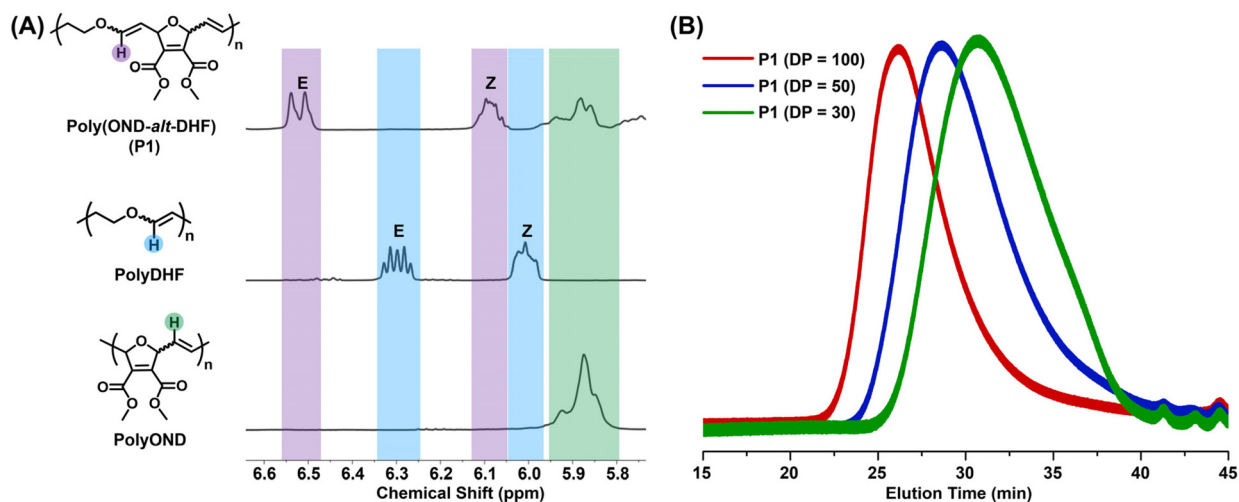 (A)
O
O
n
H
O
O
O
O
Poly(OND-alt-DHF)
(P1)
E
Z
O
n
H
PolyDHF
E
Z
H
O
n
O
O
O
O
PolyOND
6.6 6.5 6.4 6.3 6.2 6.1 6.0 5.9 5.8
Chemical Shift (ppm)
(B)
P1 (DP = 100)
P1 (DP = 50)
P1 (DP = 30)
15 20 25 30 35 40 45
Elution Time (min)